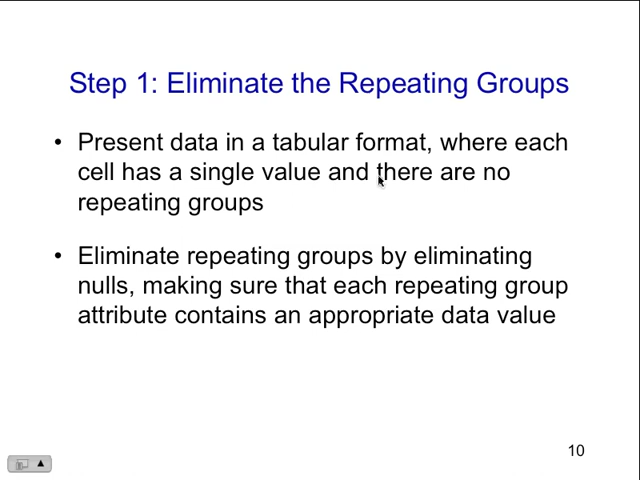 Step 1: Eliminate the Repeating Groups
• Present data in a tabular format, where each
cell has a single value and there are no
repeating groups
• Eliminate repeating groups by eliminating
nulls, making sure that each repeating group
attribute contains an appropriate data value
10